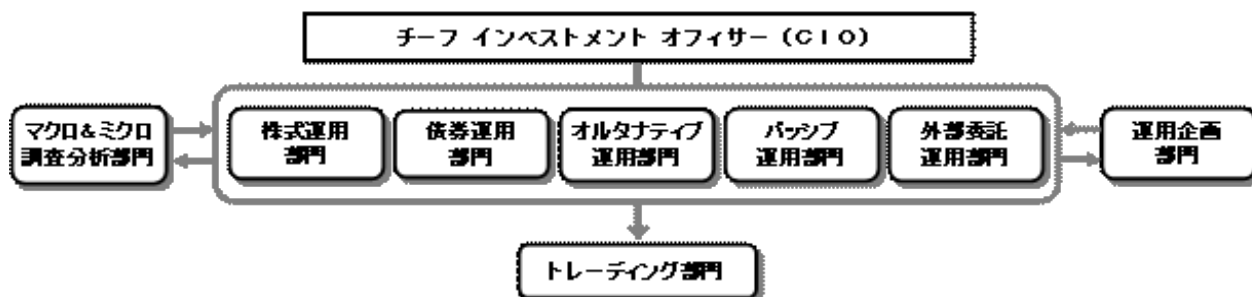 チーフ インベストメント オフィサー（ＣＩＯ）
マクロ＆ミクロ
調査分析部門
株式運用
部門
債券運用
部門
オルタナティブ
運用部門
パッシブ
運用部門
外部委託
運用部門
運用企画
部門
トレーディング部門